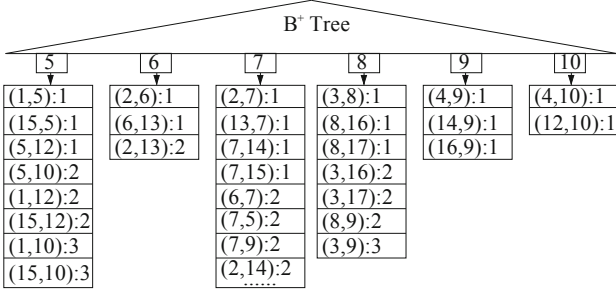 B+ Tree
5 6 7 8 9 10
(1,5):1 (2,6):1 (2,7):1 (3,8):1 (4,9):1 (4,10):1
(15,5):1 (6,13):1 (13,7):1 (8,16):1 (14,9):1 (12,10):1
(5,12):1 (2,13):2 (7,14):1 (8,17):1 (16,9):1
(5,10):2 (7,15):1 (3,16):2
(1,12):2 (6,7):2 (3,17):2
(15,12):2 (7,5):2 (8,9):2
(1,10):3 (7,9):2 (3,9):3
(15,10):3 (2,14):2
......